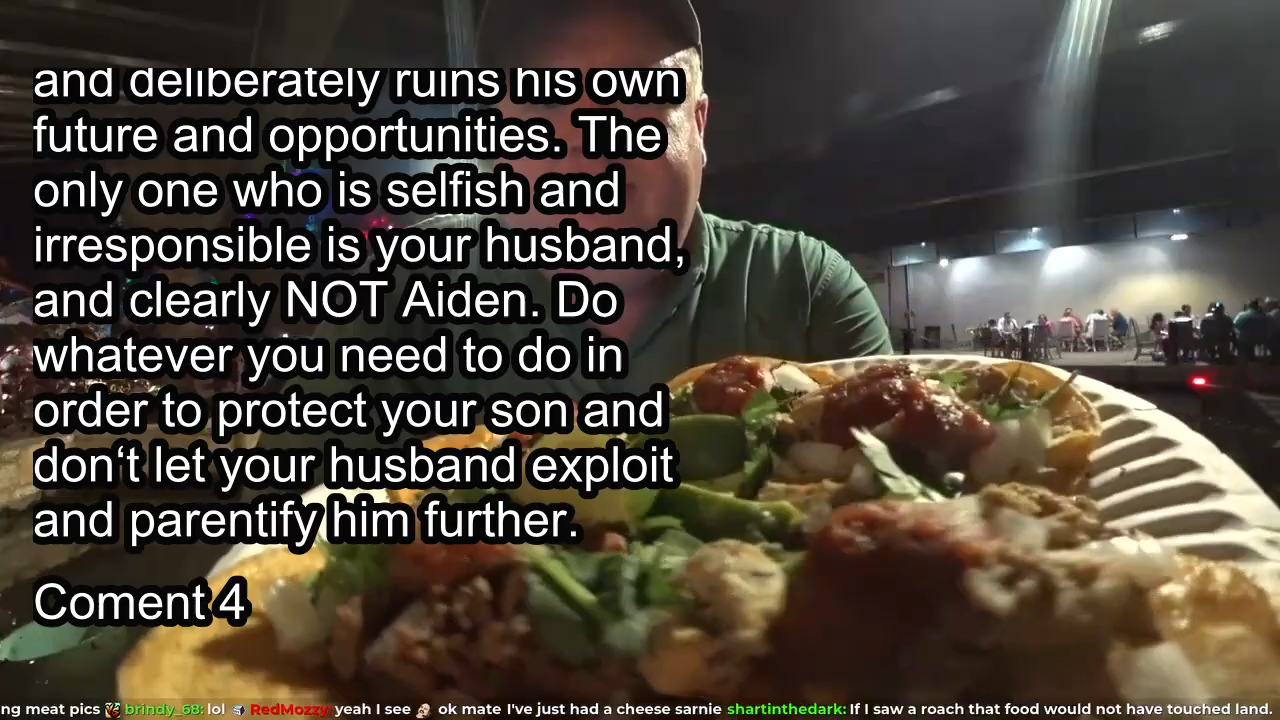 and deliberately ruins his own
future and opportunities. The
only one who is selfish and
irresponsible is your husband,
and clearly NOT Aiden. Do
whatever you need to do in
order to protect your son and
don‘t let your husband exploit
and parentify him further.
Coment 4
ng meat pics brindy_68: lol RedMozzy: yeah I see ok mate I've just had a cheese sarnie shartinthedark: If I saw a roach that food would not have touched land.